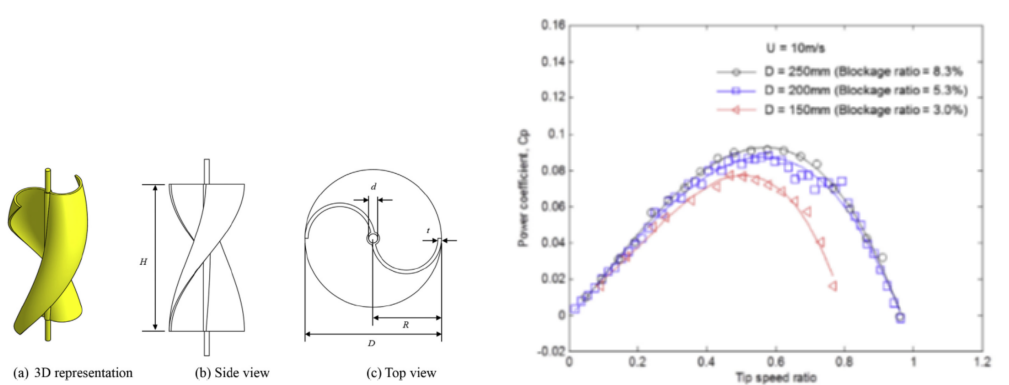 H
d
t
R
D
(a) 3D representation
(b) Side view
(c) Top view
0.16
0.14
0.12
0.1
0.08
0.06
0.04
0.02
0
-0.02
Power coefficient, Cp
U = 10m/s
D = 250mm (Blockage ratio = 8.3%
D = 200mm (Blockage ratio = 5.3%)
D = 150mm (Blockage ratio = 3.0%)
0
0.2
0.4
0.6
0.8
1
1.2
Tip speed ratio